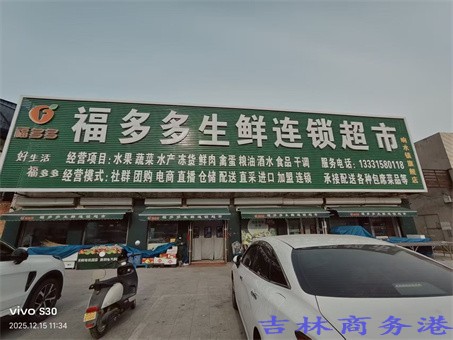 福多多
好生活
福多多
福多多生鲜连锁超市
经营项目：水果 蔬菜 水产 冻货 鲜肉 禽蛋 粮油 酒水 食品 干调
服务电话：13331580118
经营模式：社群 团购 电商 直播 仓储 配送 直采 进口 加盟 连锁
承接配送各种包席菜品等
vivo S30
2025.12.15 11:34
吉林商务港